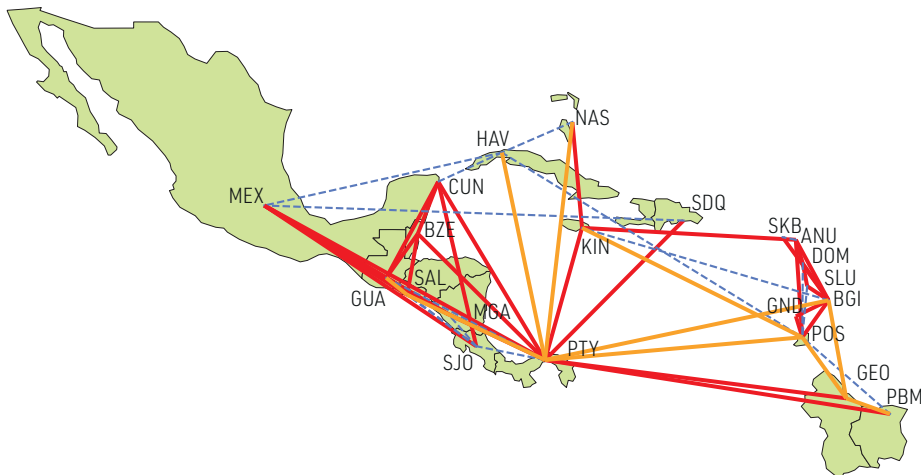 NAS
HAV
CUN
MEX
SDQ
BZE
SKB
ANU
KIN
DOM
SLU
SAL
BGI
GUA
GND
MGA
POS
PTY
SJO
GEO
PBM